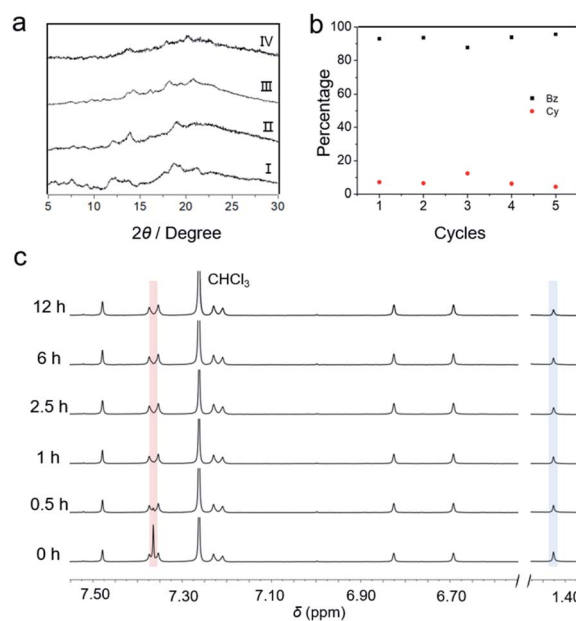 a
IV
III
II
I
5 10 15 20 25 30
2θ / Degree
b
100
80
60
40
20
0
Percentage
Bz
Cy
1 2 3 4 5
Cycles
c
CHCl₃
12 h
6 h
2.5 h
1 h
0.5 h
0 h
7.50 7.30 7.10 6.90 6.70 1.40
δ (ppm)